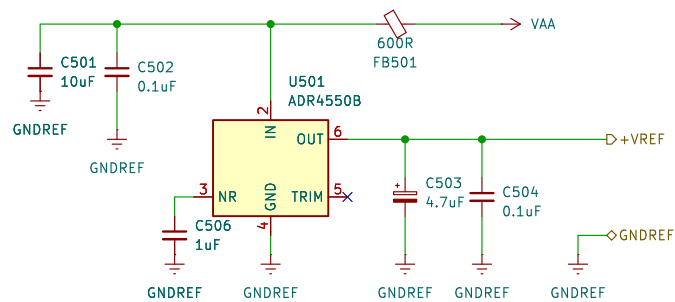 VAA
600R
FB501
C501
10uF
GNDREF
C502
0.1uF
GNDREF
U501
ADR4550B
2
IN
OUT
6
+VREF
3
NR
GND
TRIM
5
4
C506
1uF
GNDREF
GNDREF
+
C503
4.7uF
GNDREF
C504
0.1uF
GNDREF
GNDREF
GNDREF